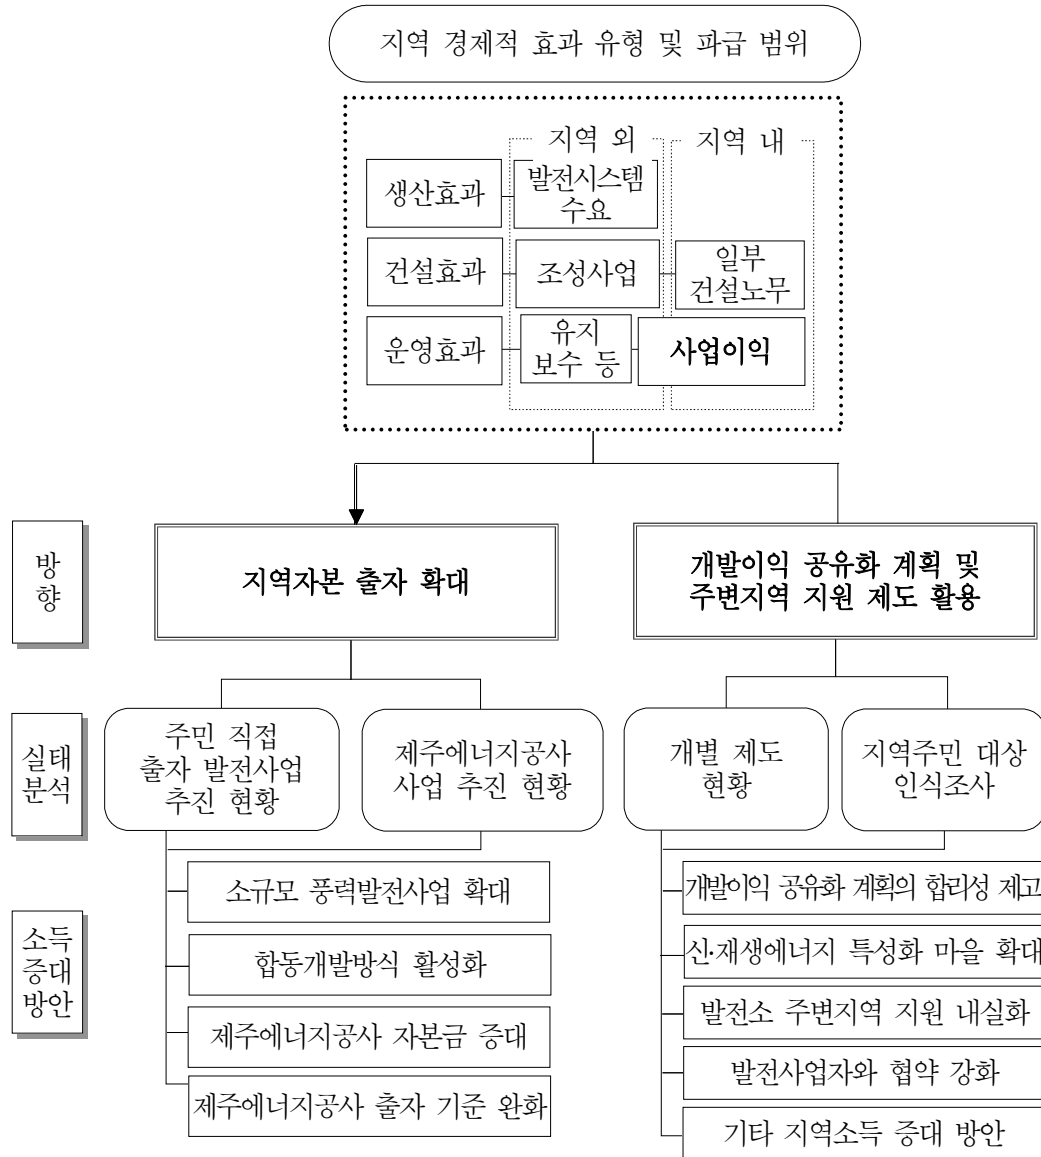 지역 경제적 효과 유형 및 파급 범위
지역 외
지역 내
생산효과
발전시스템
수요
건설효과
조성사업
일부
건설노무
운영효과
유지
보수 등
사업이익
방
향
지역자본 출자 확대
개발이익 공유화 계획 및
주변지역 지원 제도 활용
실태
분석
주민 직접
출자 발전사업
추진 현황
제주에너지공사
사업 추진 현황
개별 제도
현황
지역주민 대상
인식조사
소득
증대
방안
소규모 풍력발전사업 확대
합동개발방식 활성화
제주에너지공사 자본금 증대
제주에너지공사 출자 기준 완화
개발이익 공유화 계획의 합리성 제고
신·재생에너지 특성화 마을 확대
발전소 주변지역 지원 내실화
발전사업자와 협약 강화
기타 지역소득 증대 방안